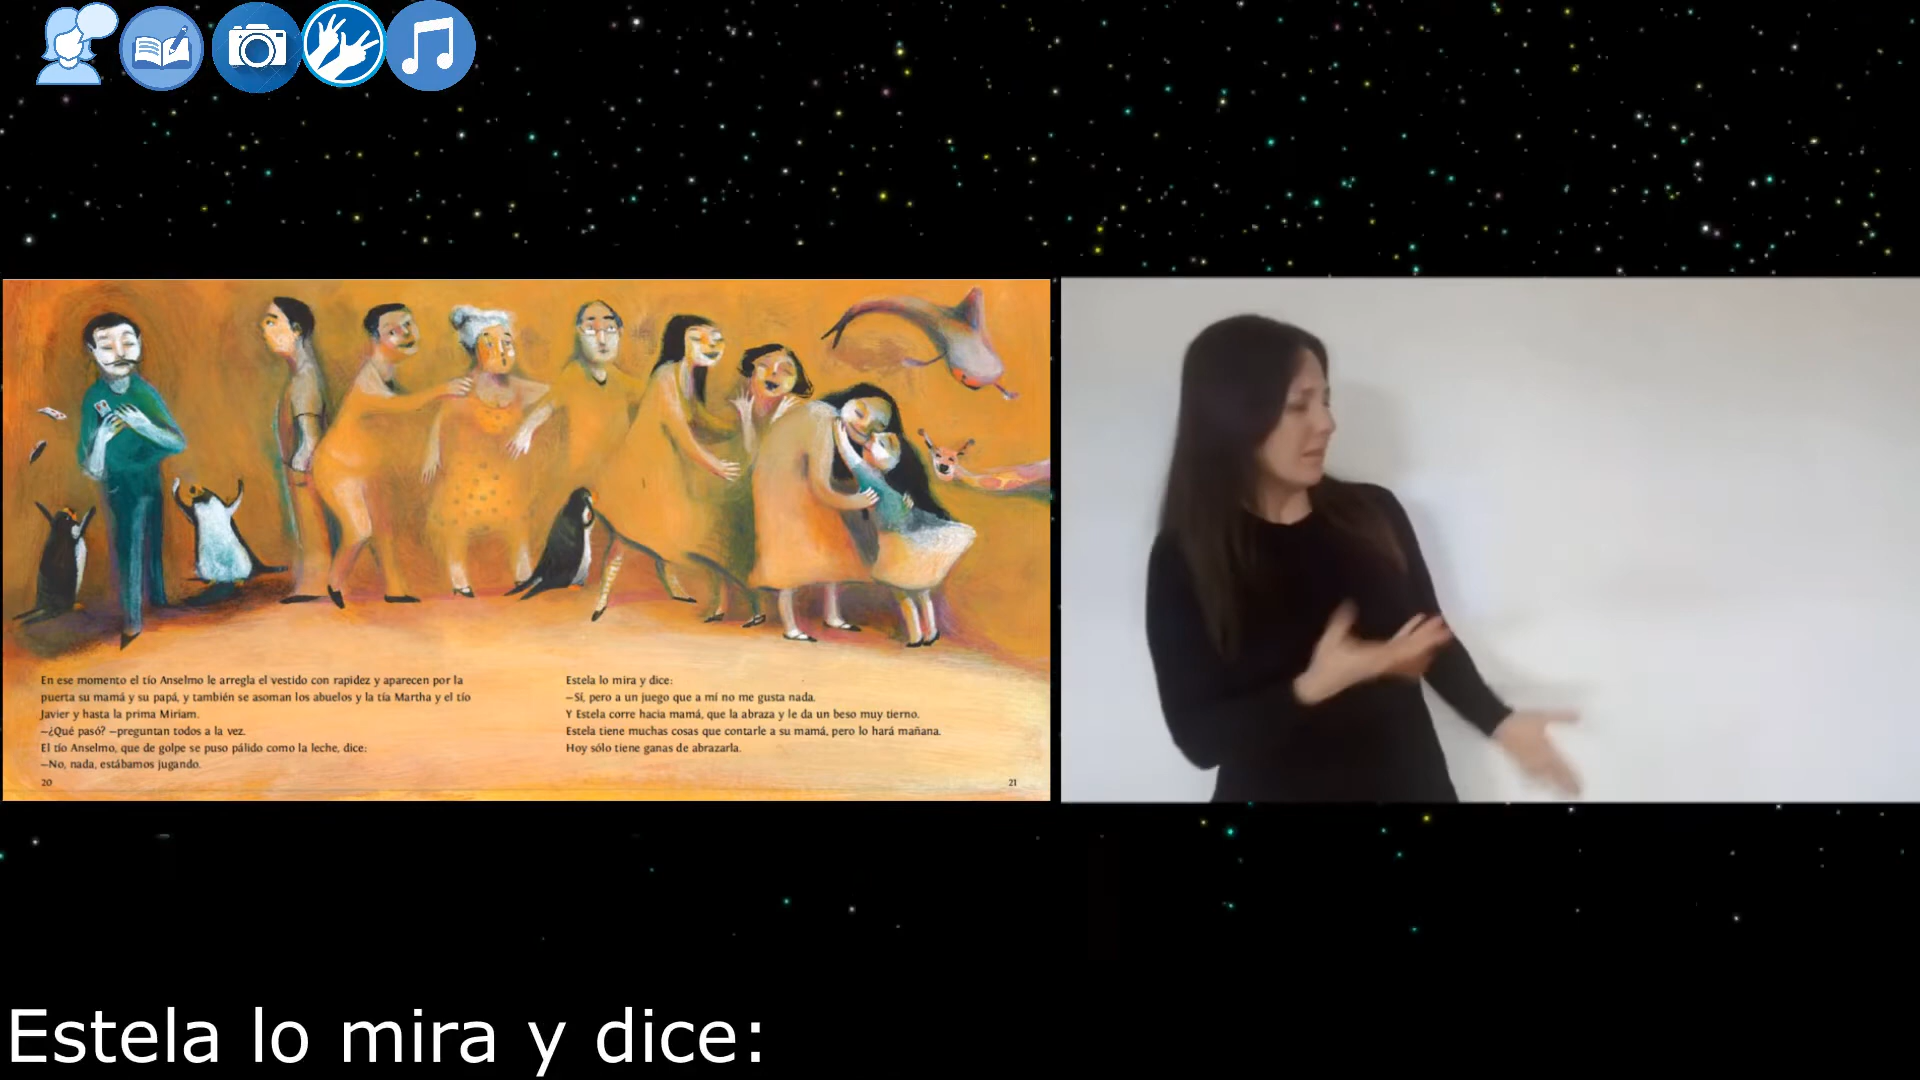 En ese momento el tío Anselmo le arregla el vestido con rapidez y aparecen por la
puerta su mamá y su papá, y también se asoman los abuelos y la tía Martha y el tío
Javier y hasta la prima Miriam.
—¿Qué pasó? —preguntan todos a la vez.
El tío Anselmo, que de golpe se puso pálido como la leche, dice:
—No, nada, estábamos jugando.
20
Estela lo mira y dice:
—Sí, pero a un juego que a mí no me gusta nada.
Y Estela corre hacia mamá, que la abraza y le da un beso muy tierno.
Estela tiene muchas cosas que contarle a su mamá, pero lo hará mañana.
Hoy sólo tiene ganas de abrazarla.
21
Estela lo mira y dice: